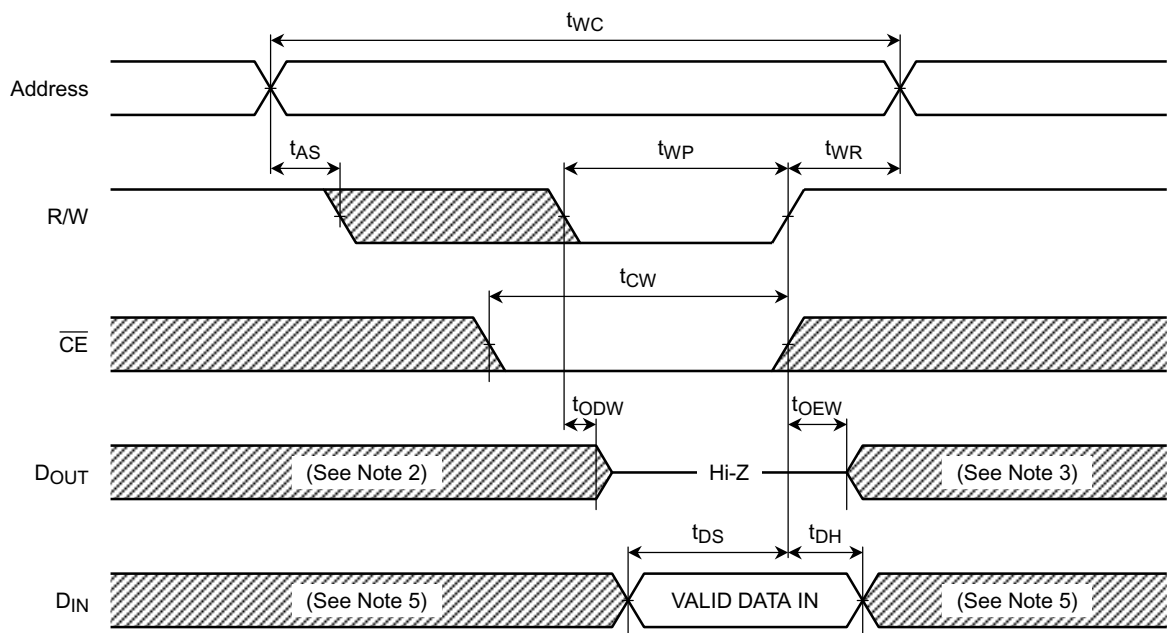 tWC
Address
tAS
tWP
tWR
R/W
tCW
CE
tODW
tOEW
DOUT
(See Note 2)
Hi-Z
(See Note 3)
tDS
tDH
DIN
(See Note 5)
VALID DATA IN
(See Note 5)